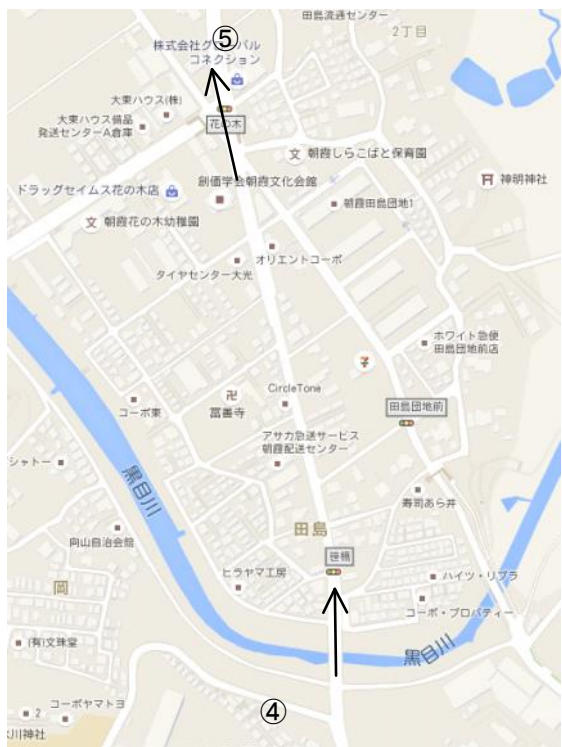 田島流通センター
2丁目
⑤
株式会社グローバル
コネクション
大東ハウス(株)
大東ハウス備品
発送センターA倉庫
花の木
朝霞しらこばと保育園
神明神社
ドラッグセイムス花の木店
創価学会朝霞文化会館
朝霞田島団地1
朝霞花の木幼稚園
オリエントコーポ
タイヤセンター大光
ホワイト急便
田島団地前店
CircleTone
コーポ東
冨善寺
田島団地前
アサカ急送サービス
朝霞配送センター
シャトー
黒目川
寿司あら井
向山自治会館
田島
笹橋
ヒラヤマ工房
ハイツ・リブラ
岡
コーポ・プロパティー
(有)文珠堂
黒目川
コーポヤマトヨ
④
2
氷川神社